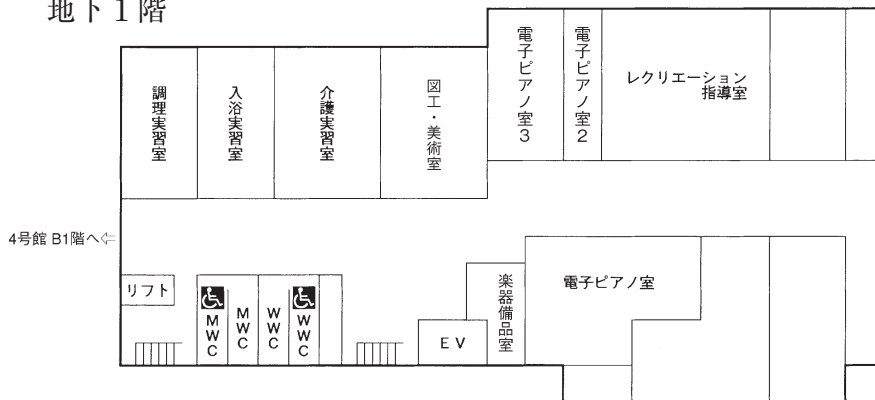 地下1階
調理実習室
入浴実習室
介護実習室
図工・美術室
電子ピアノ室3
電子ピアノ室2
レクリエーション
指導室
4号館 B1階へ⇦
リフト
MWC
MWC
WWC
WWC
EV
楽器備品室
電子ピアノ室